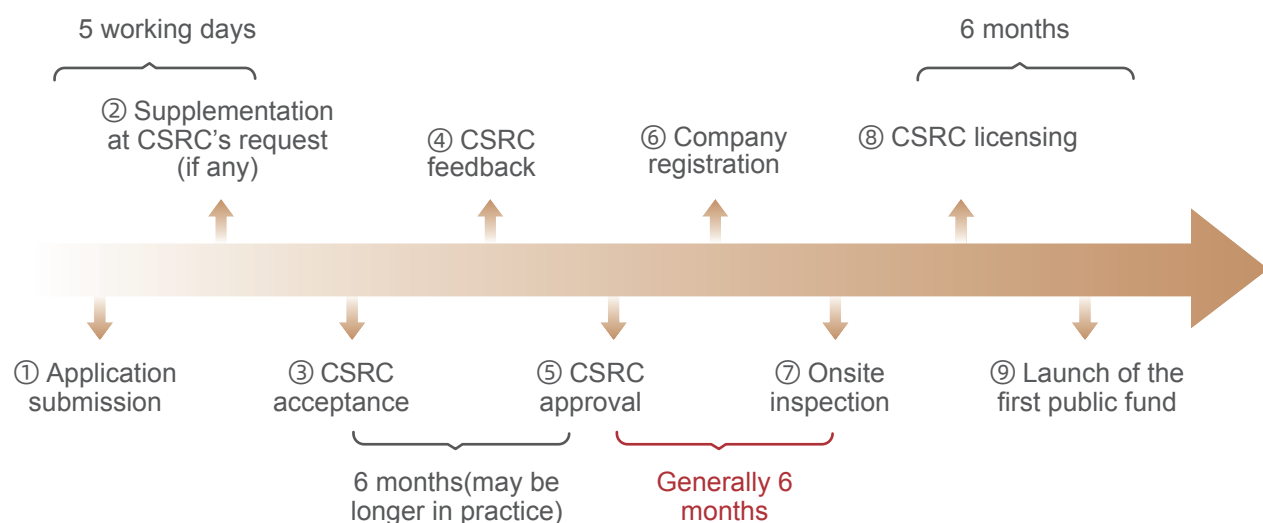 5 working days
6 months
② Supplementation
at CSRC's request
(if any)
④ CSRC
feedback
⑥ Company
registration
⑧ CSRC licensing
① Application
submission
③ CSRC
acceptance
⑤ CSRC
approval
⑦ Onsite
inspection
⑨ Launch of the
first public fund
6 months(may be
longer in practice)
Generally 6
months